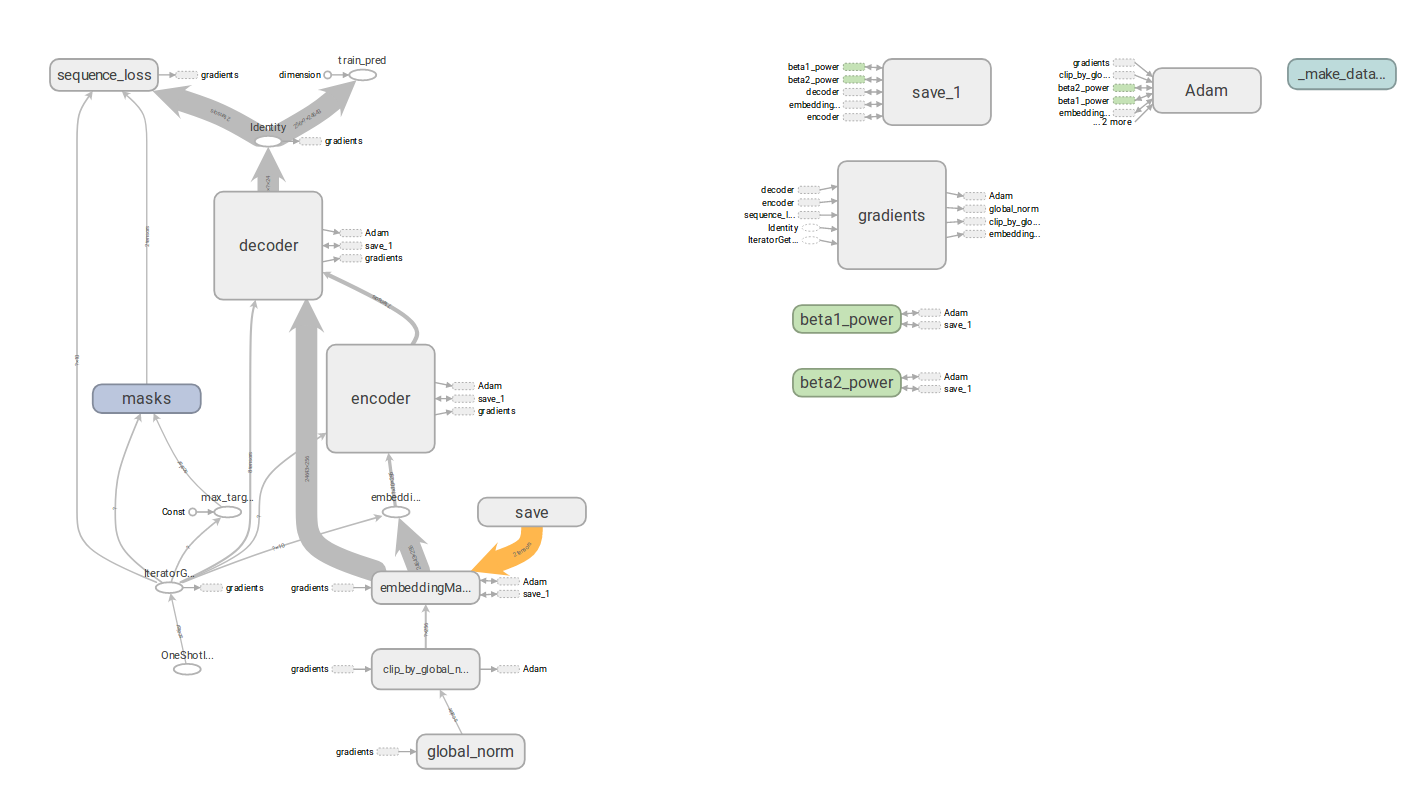 sequence_loss
gradients
dimension
train_pred
Identity
gradients
decoder
Adam
save_1
gradients
masks
encoder
Adam
save_1
gradients
max_targ...
Const
embeddi...
save
IteratorG...
gradients
gradients
embeddingMa...
Adam
save_1
OneShotI...
gradients
clip_by_global_n...
Adam
gradients
global_norm
beta1_power
beta2_power
decoder
embedding...
encoder
save_1
gradients
clip_by_glo...
beta2_power
beta1_power
embedding...
... 2 more
Adam
_make_data...
decoder
encoder
sequence_l...
Identity
IteratorGet...
gradients
Adam
global_norm
clip_by_glo...
embedding...
beta1_power
Adam
save_1
beta2_power
Adam
save_1